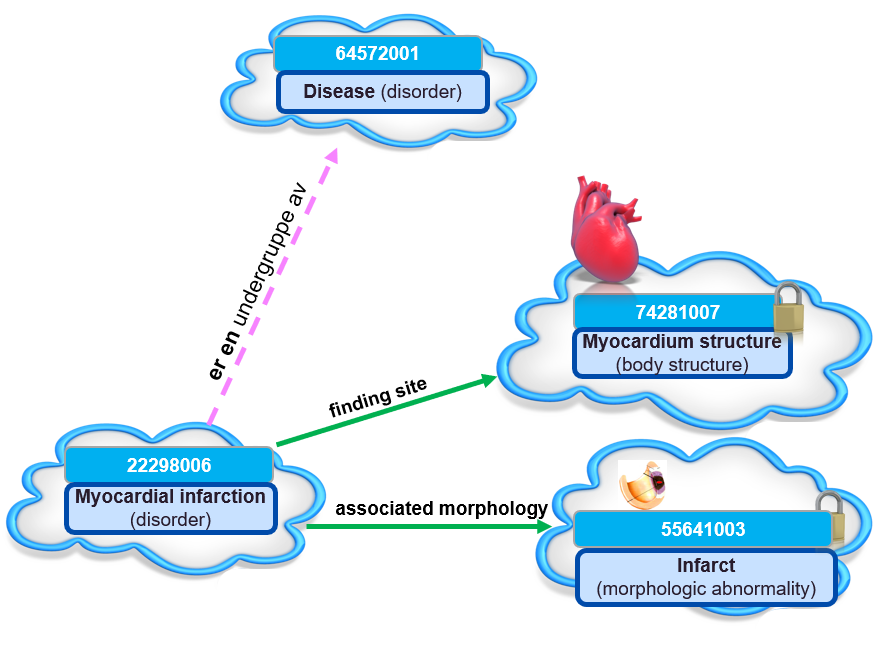 64572001
Disease (disorder)
er en undergruppe av
74281007
Myocardium structure
(body structure)
finding site
22298006
Myocardial infarction
(disorder)
associated morphology
55641003
Infarct
(morphologic abnormality)